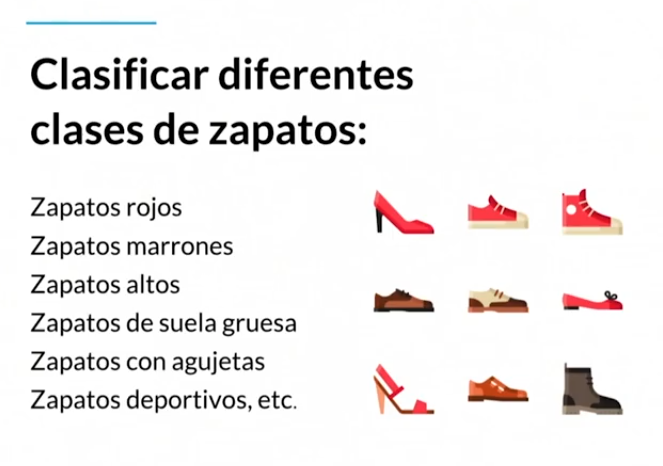 Clasificar diferentes
clases de zapatos:
Zapatos rojos
Zapatos marrones
Zapatos altos
Zapatos de suela gruesa
Zapatos con agujetas
Zapatos deportivos, etc.